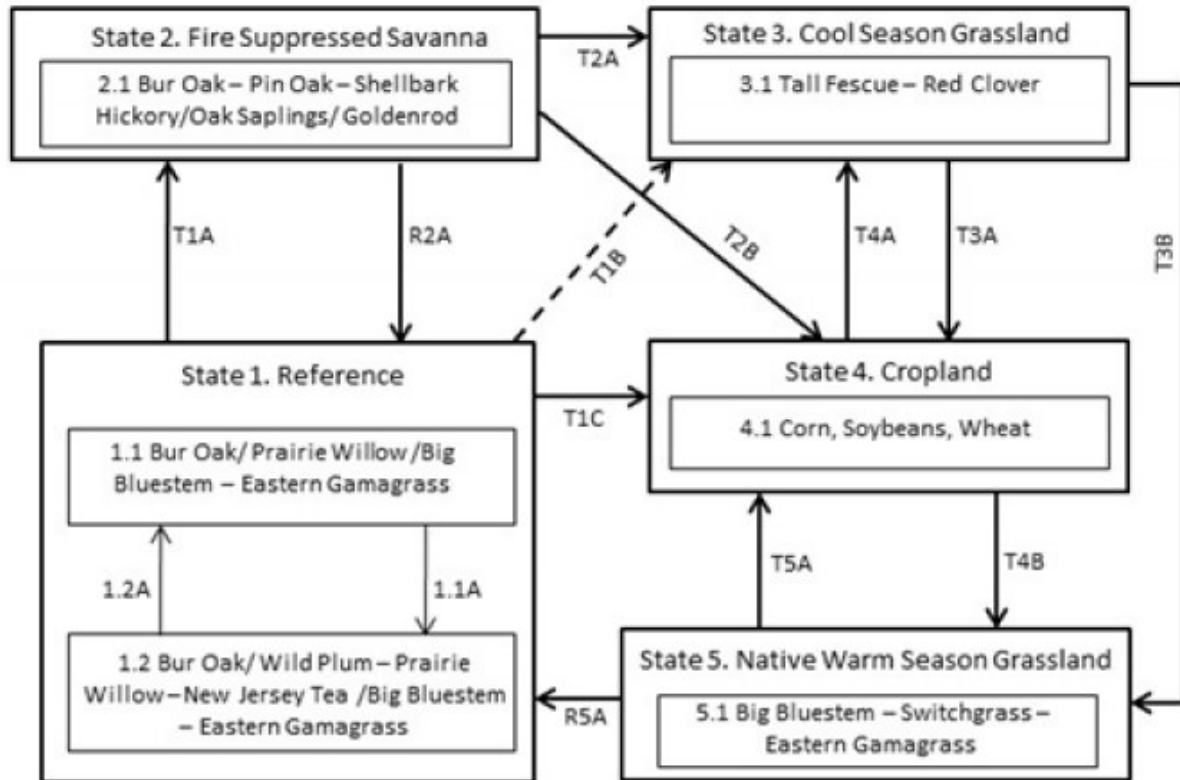 State 2. Fire Suppressed Savanna
2.1 Bur Oak – Pin Oak – Shellbark
Hickory/Oak Saplings/ Goldenrod
T2A
State 3. Cool Season Grassland
3.1 Tall Fescue – Red Clover
T1A
R2A
T1B
T2B
T4A
T3A
T3B
State 1. Reference
1.1 Bur Oak/ Prairie Willow /Big
Bluestem – Eastern Gamagrass
1.2A
1.1A
1.2 Bur Oak/ Wild Plum – Prairie
Willow – New Jersey Tea /Big Bluestem
– Eastern Gamagrass
T1C
State 4. Cropland
4.1 Corn, Soybeans, Wheat
T5A
T4B
R5A
State 5. Native Warm Season Grassland
5.1 Big Bluestem – Switchgrass –
Eastern Gamagrass